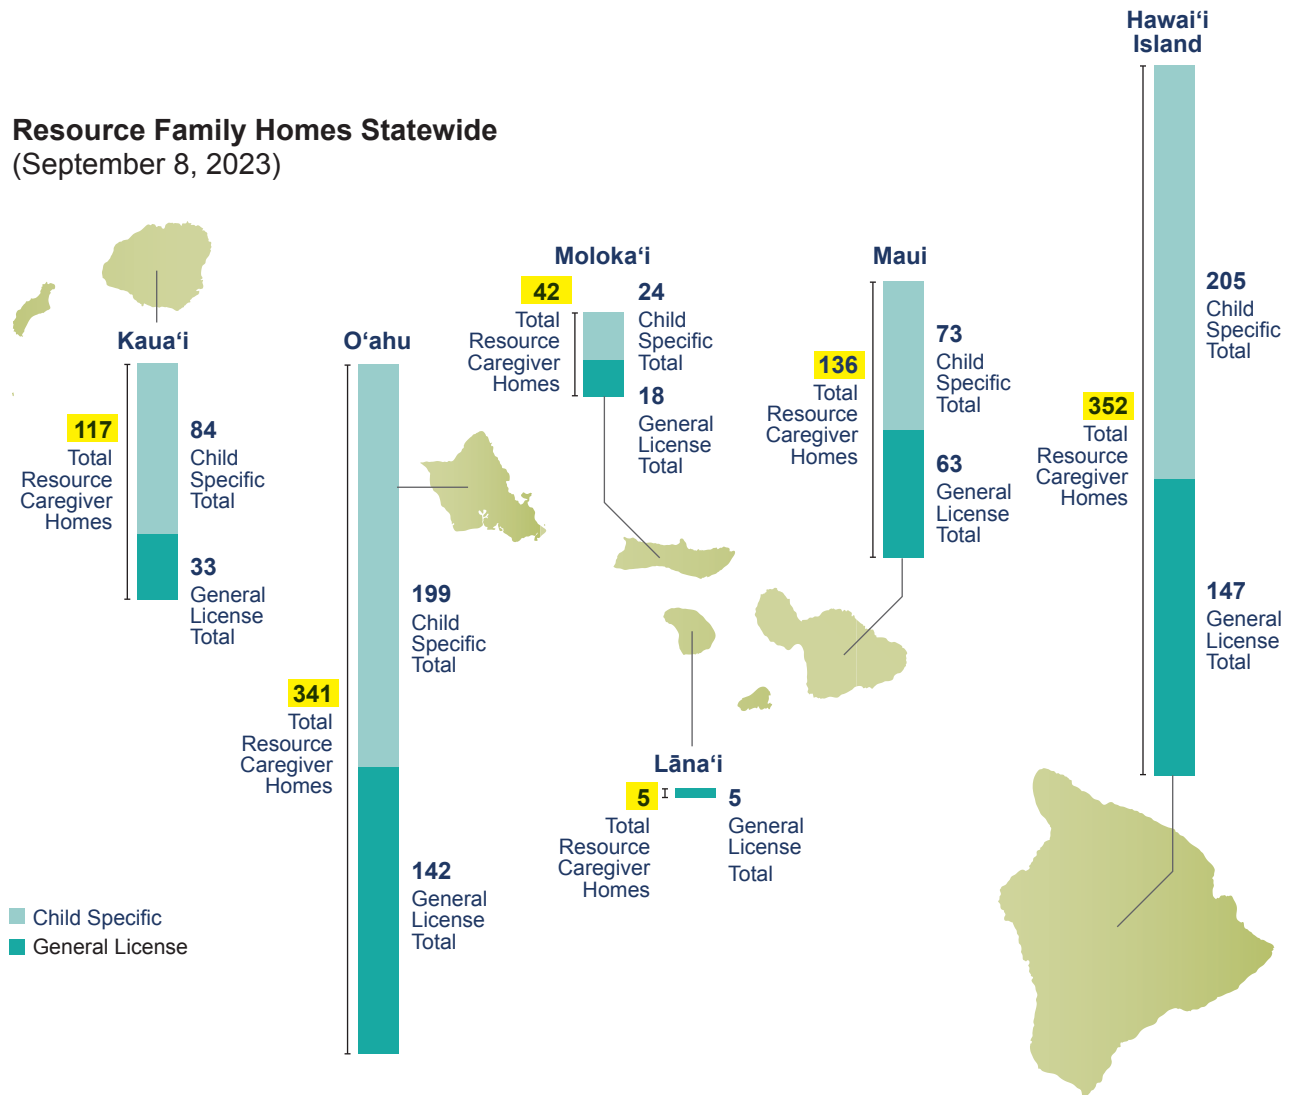 Resource Family Homes Statewide
(September 8, 2023)
Kaua‘i
117
Total
Resource
Caregiver
Homes
84
Child
Specific
Total
33
General
License
Total
O‘ahu
341
Total
Resource
Caregiver
Homes
199
Child
Specific
Total
142
General
License
Total
Moloka‘i
42
Total
Resource
Caregiver
Homes
24
Child
Specific
Total
18
General
License
Total
Lāna‘i
5
Total
Resource
Caregiver
Homes
5
General
License
Total
Maui
136
Total
Resource
Caregiver
Homes
73
Child
Specific
Total
63
General
License
Total
Hawai‘i
Island
352
Total
Resource
Caregiver
Homes
205
Child
Specific
Total
147
General
License
Total
Child Specific
General License